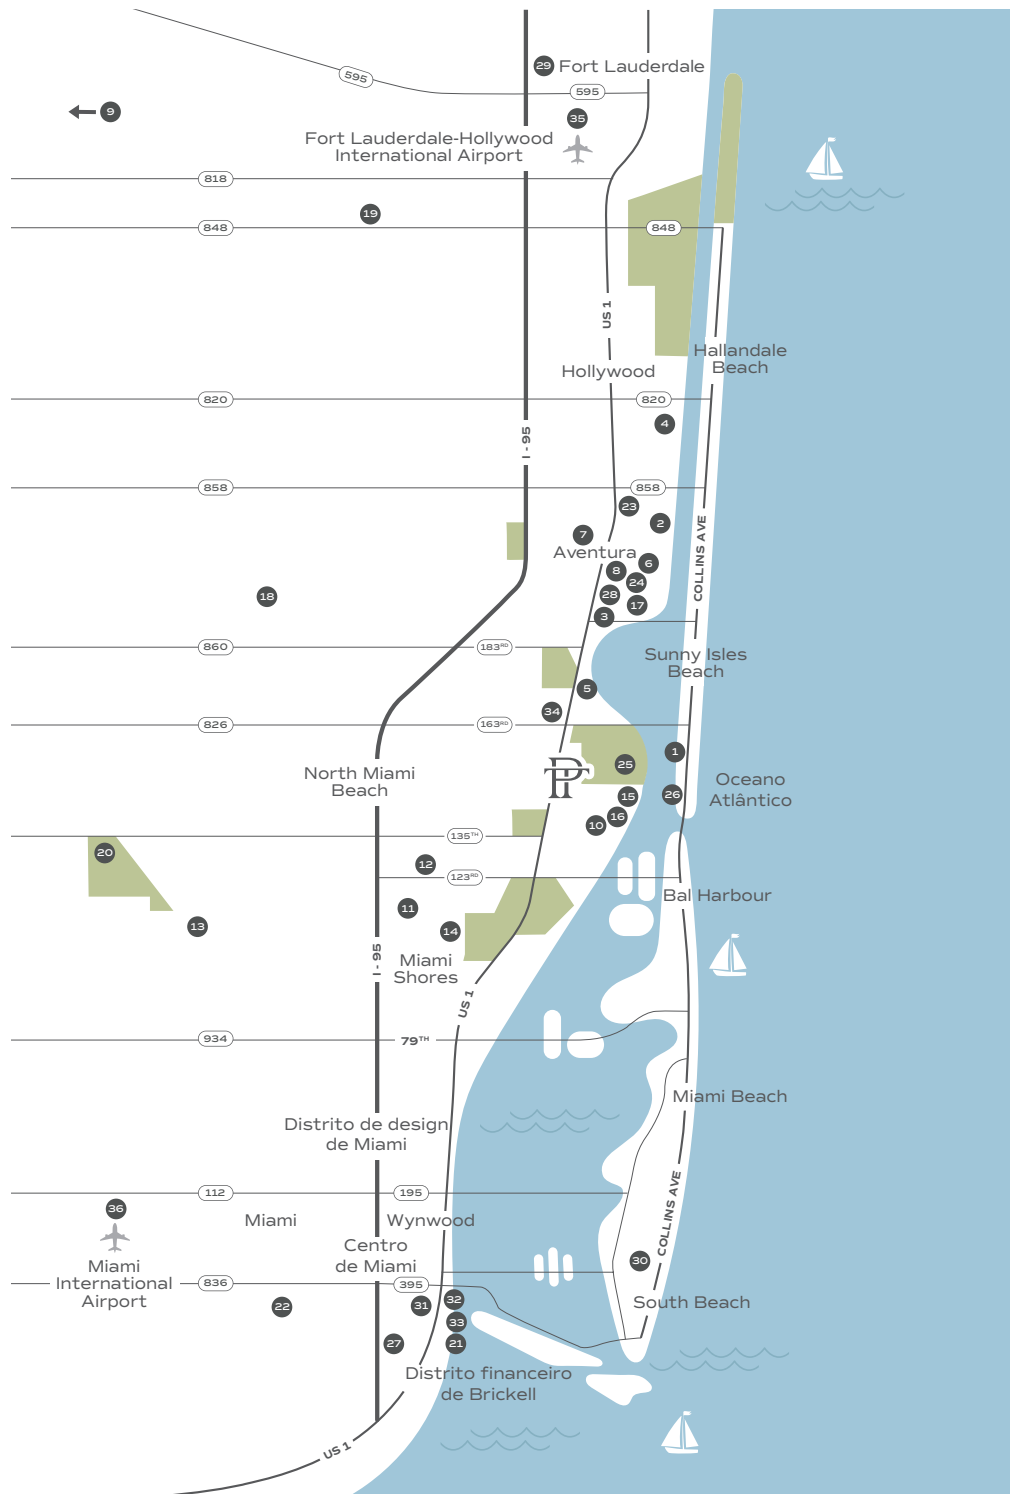 29 Fort Lauderdale
595
595
9
35
Fort Lauderdale-Hollywood
International Airport
818
19
848
848
US 1
Hallandale
Beach
Hollywood
820
820
4
I - 95
858
858
23
2
7
COLLINS AVE
Aventura
6
8
24
18
28
17
3
860
183RD
Sunny Isles
Beach
5
34
826
163RD
1
25
North Miami
Beach
PT
Oceano
Atlântico
15
26
16
10
135TH
20
12
123RD
Bal Harbour
11
13
14
I - 95
Miami
Shores
US 1
934
79TH
Miami Beach
Distrito de design
de Miami
112
195
COLLINS AVE
36
Miami
Wynwood
Centro
de Miami
30
Miami
International
Airport
836
395
22
31
32
South Beach
33
27
21
Distrito financeiro
de Brickell
US 1